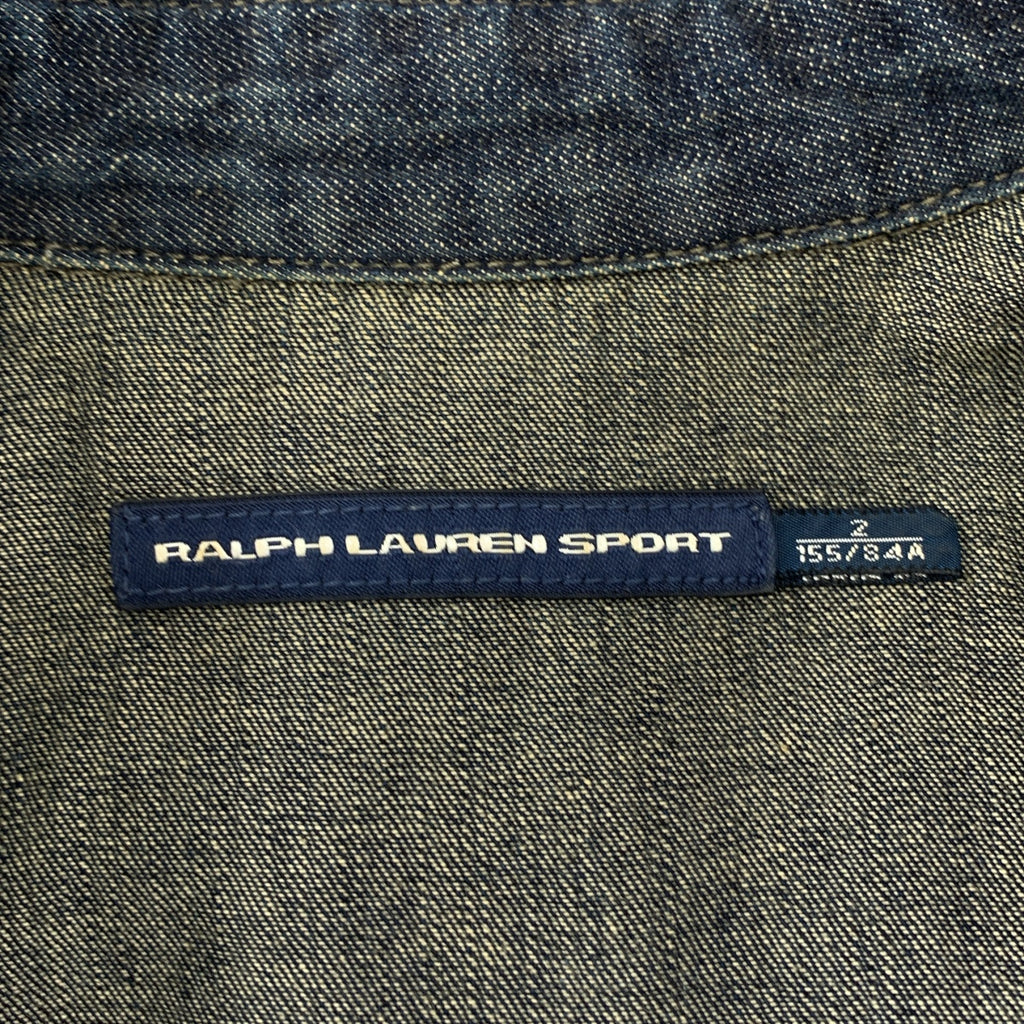 RALPH LAUREN SPORT
2
155/84A